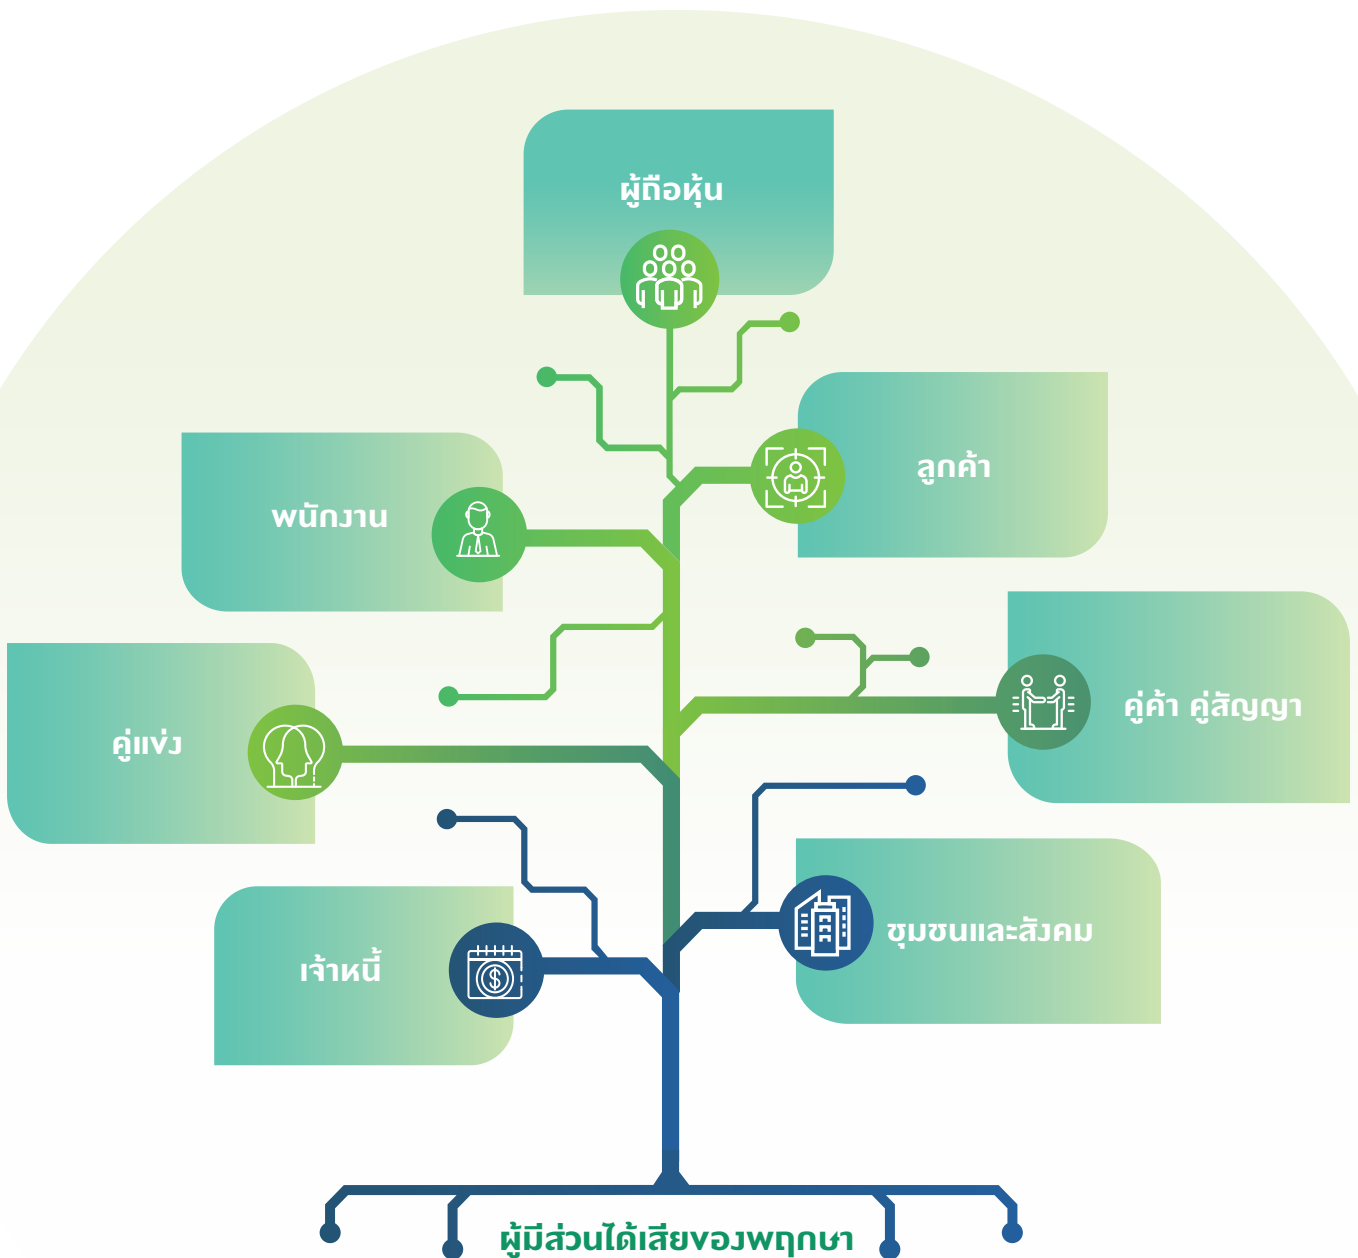 ผู้ถือหุ้น
ลูกค้า
พนักงาน
คู่ค้า คู่สัญญา
คู่แข่ง
ชุมชนและสังคม
เจ้าหนี้
ผู้มีส่วนได้เสียของพฤกษา